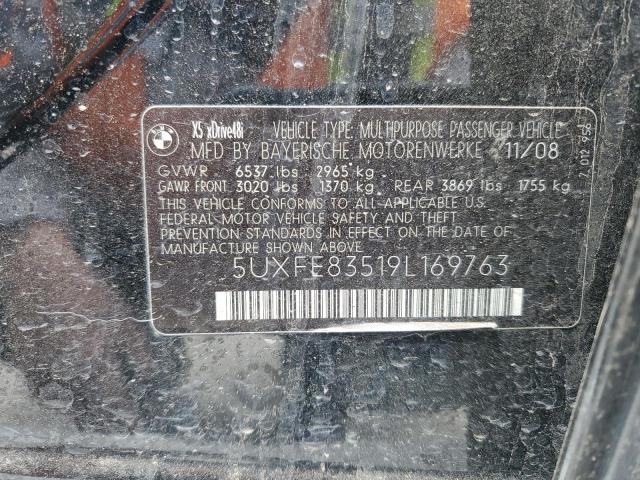 BMW
X5 xDrive48i VEHICLE TYPE: MULTIPURPOSE PASSENGER VEHICLE
MFD BY BAYERISCHE MOTORENWERKE 11/08
GVWR 6537 lbs 2965 kg
GAWR FRONT 3020 lbs 1370 kg, REAR 3869 lbs 1755 kg
THIS VEHICLE CONFORMS TO ALL APPLICABLE U.S.
FEDERAL MOTOR VEHICLE SAFETY AND THEFT
PREVENTION STANDARDS IN EFFECT ON THE DATE OF
MANUFACTURE SHOWN ABOVE
5UXFE83519L169763